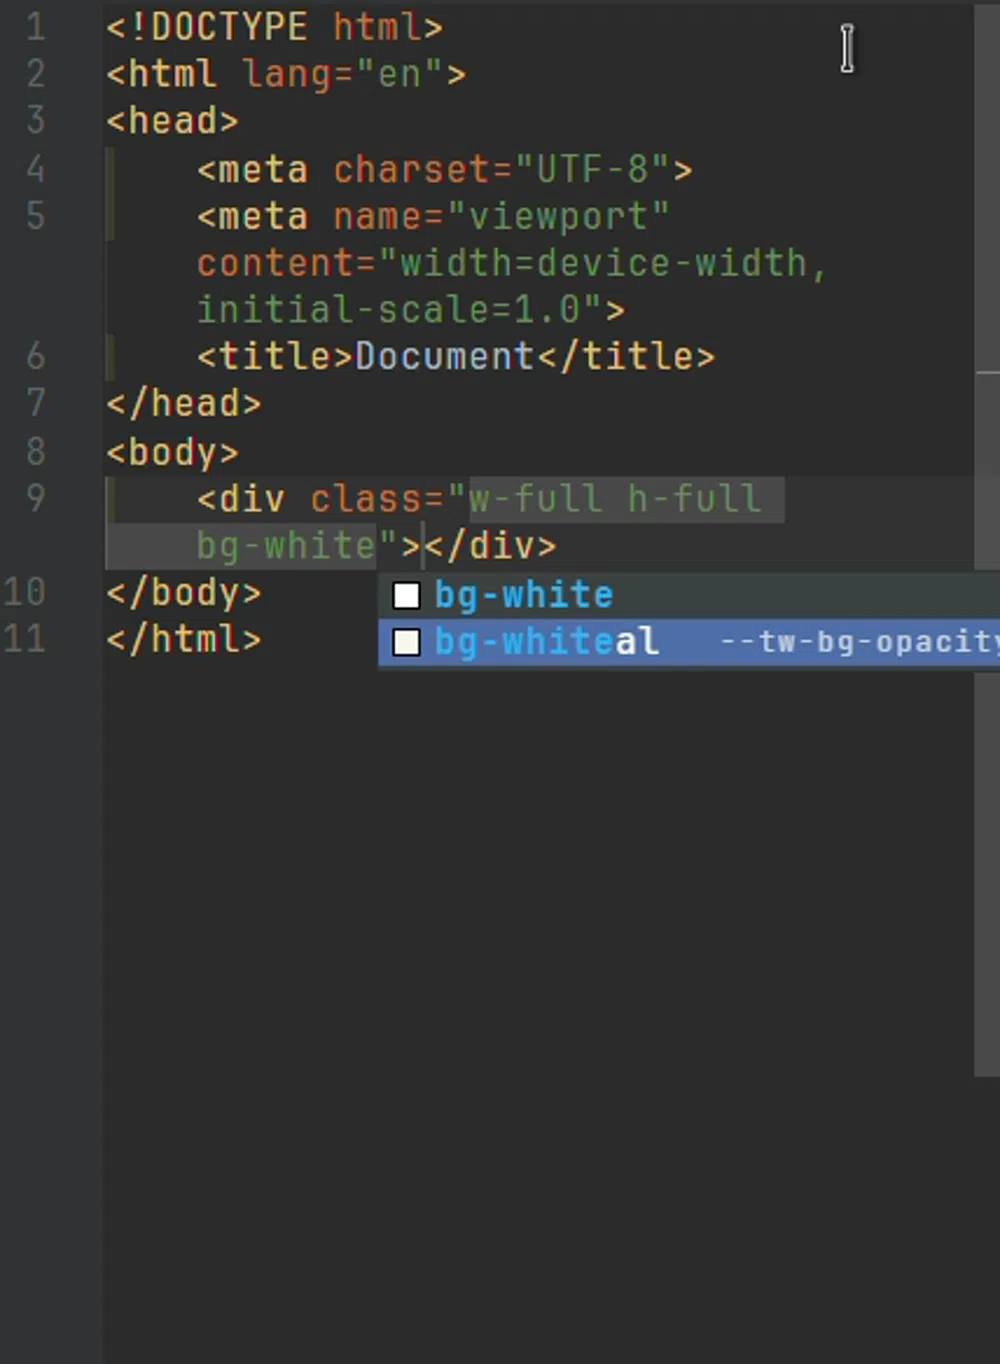 1 <!DOCTYPE html>
2 <html lang="en">
3 <head>
4 <meta charset="UTF-8">
5 <meta name="viewport"
content="width=device-width,
initial-scale=1.0">
6 <title>Document</title>
7 </head>
8 <body>
9 <div class="w-full h-full
bg-white"></div>
10 </body>
bg-white
11 </html>
bg-whiteal --tw-bg-opacity